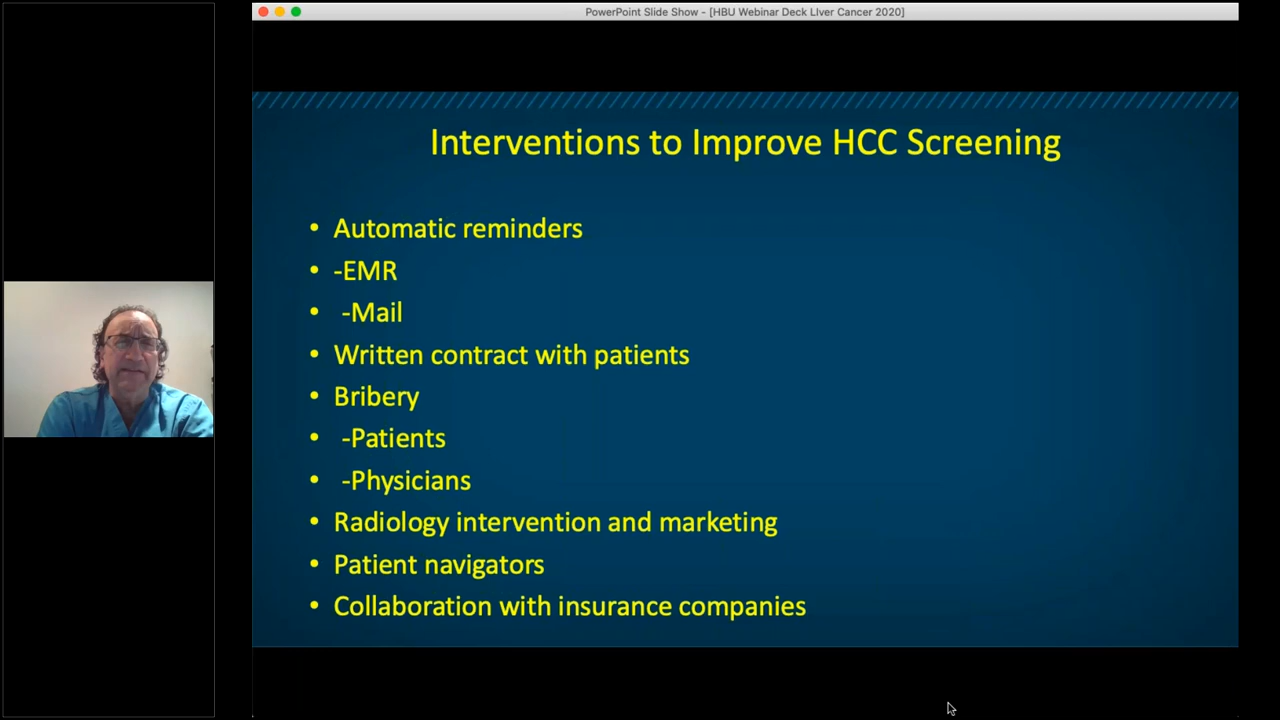 PowerPoint Slide Show - [HBU Webinar Deck LIver Cancer 2020]
Interventions to Improve HCC Screening
• Automatic reminders
• -EMR
• -Mail
• Written contract with patients
• Bribery
• -Patients
• -Physicians
• Radiology intervention and marketing
• Patient navigators
• Collaboration with insurance companies